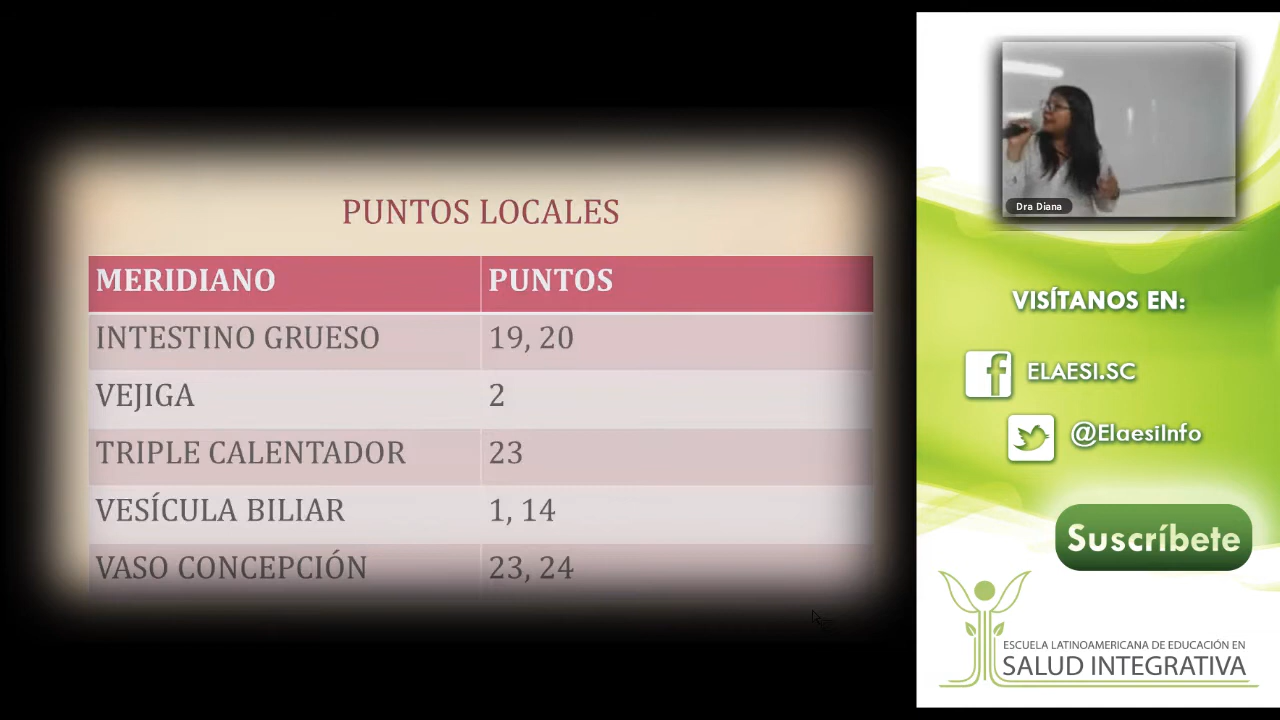 PUNTOS LOCALES
MERIDIANO PUNTOS
INTESTINO GRUESO 19, 20
VEJIGA 2
TRIPLE CALENTADOR 23
VESÍCULA BILIAR 1, 14
VASO CONCEPCIÓN 23, 24
Dra Diana
VISÍTANOS EN:
f ELAESI.SC
@ElaesiInfo
Suscríbete
ESCUELA LATINOAMERICANA DE EDUCACIÓN EN
SALUD INTEGRATIVA